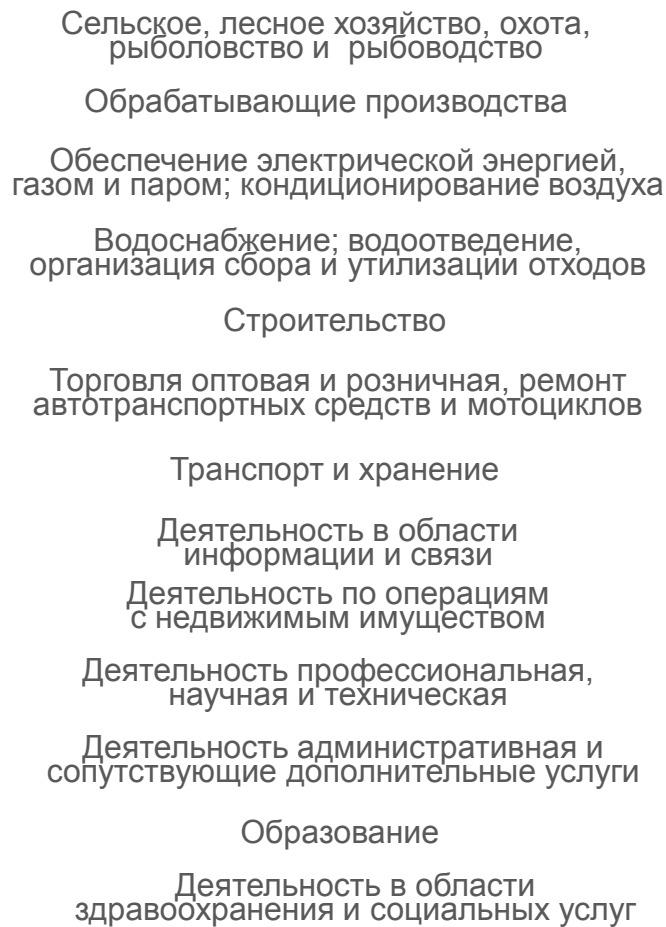 Сельское, лесное хозяйство, охота,
рыболовство и рыбоводство
Обрабатывающие производства
Обеспечение электрической энергией,
газом и паром; кондиционирование воздуха
Водоснабжение; водоотведение,
организация сбора и утилизации отходов
Строительство
Торговля оптовая и розничная, ремонт
автотранспортных средств и мотоциклов
Транспорт и хранение
Деятельность в области
информации и связи
Деятельность по операциям
с недвижимым имуществом
Деятельность профессиональная,
научная и техническая
Деятельность административная и
сопутствующие дополнительные услуги
Образование
Деятельность в области
здравоохранения и социальных услуг